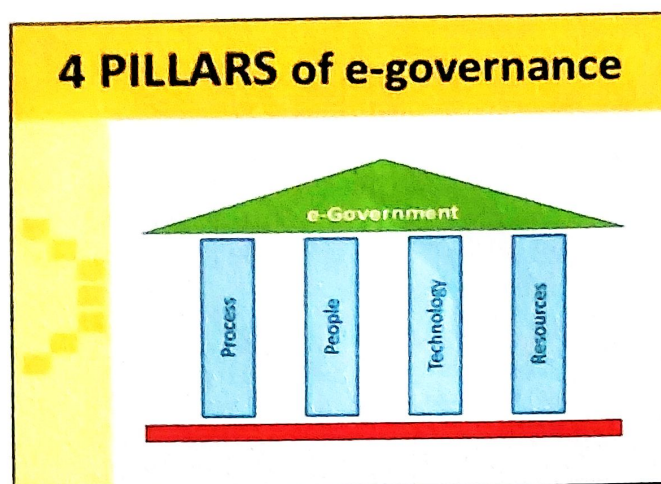 4 PILLARS of e-governance
e-Government
Process
People
Technology
Resources